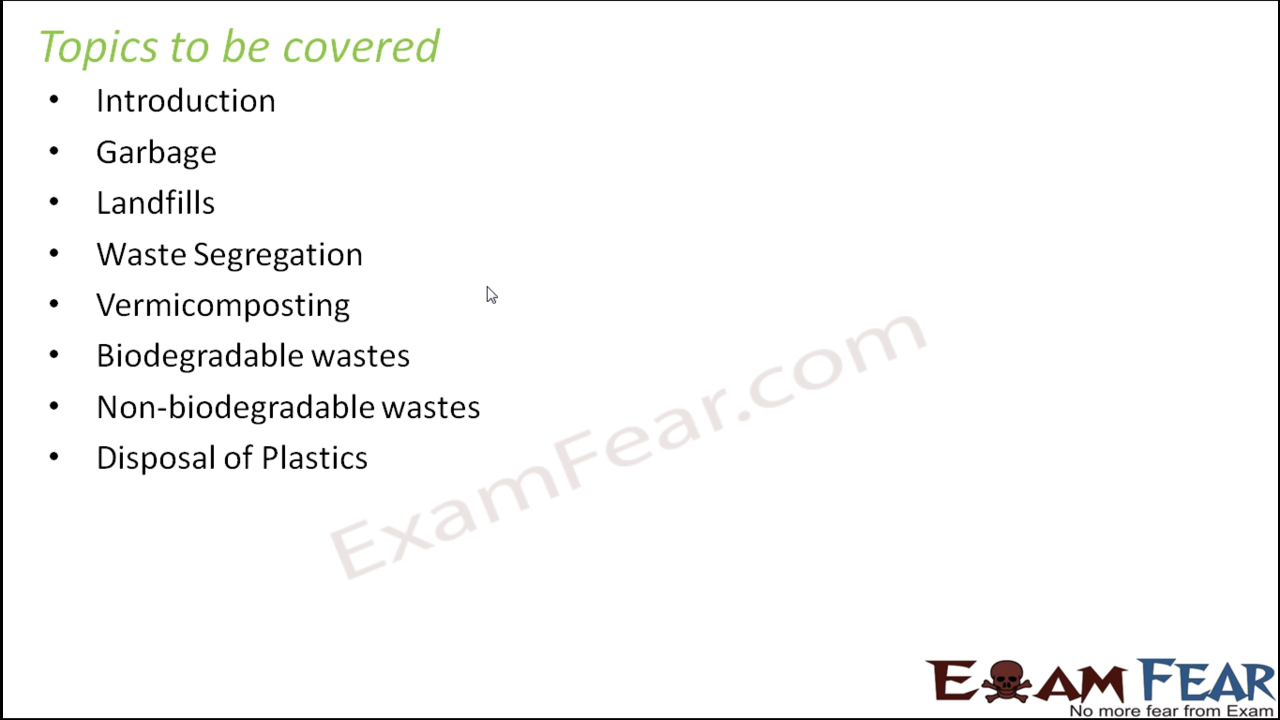 Topics to be covered
• Introduction
• Garbage
• Landfills
• Waste Segregation
• Vermicomposting
• Biodegradable wastes
• Non-biodegradable wastes
• Disposal of Plastics
ExamFear.com
EXAM FEAR
No more fear from Exam